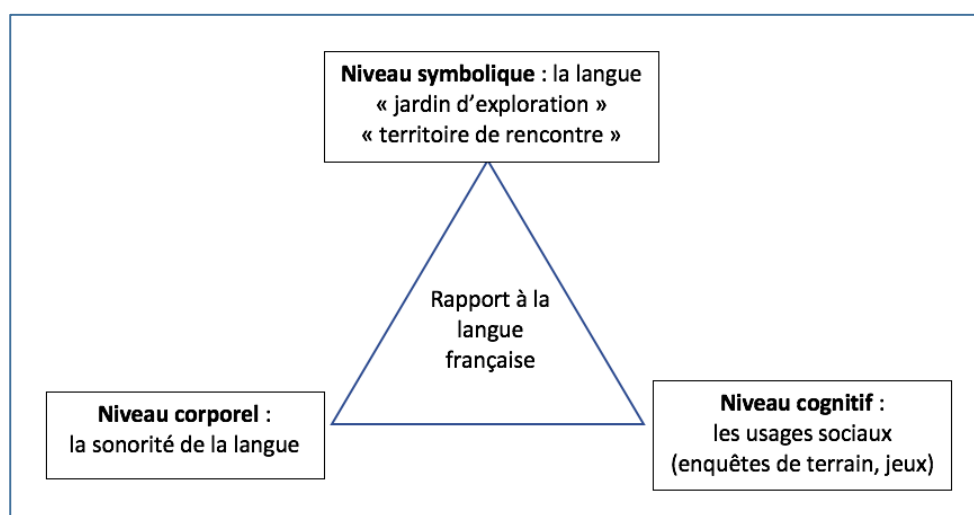 Niveau symbolique : la langue
« jardin d’exploration »
« territoire de rencontre »
Rapport à la
langue
française
Niveau corporel :
la sonorité de la langue
Niveau cognitif :
les usages sociaux
(enquêtes de terrain, jeux)